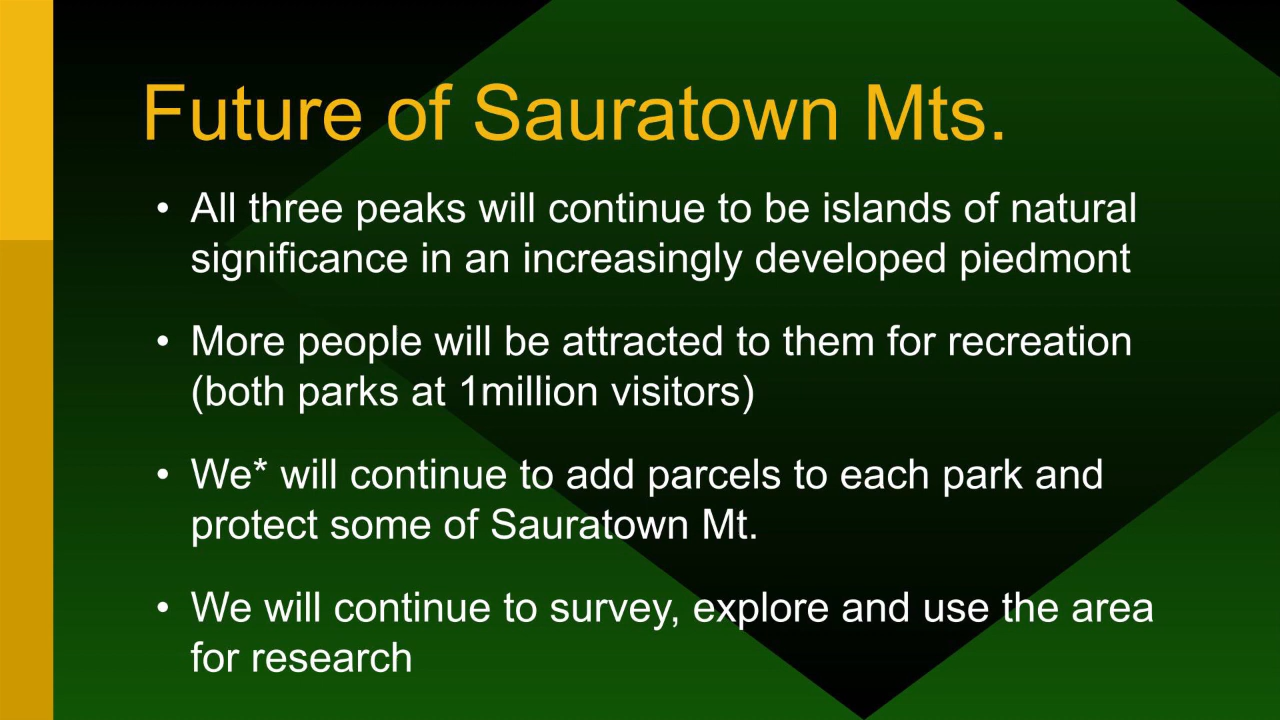 Future of Sauratown Mts.
• All three peaks will continue to be islands of natural
significance in an increasingly developed piedmont
• More people will be attracted to them for recreation
(both parks at 1million visitors)
• We* will continue to add parcels to each park and
protect some of Sauratown Mt.
• We will continue to survey, explore and use the area
for research